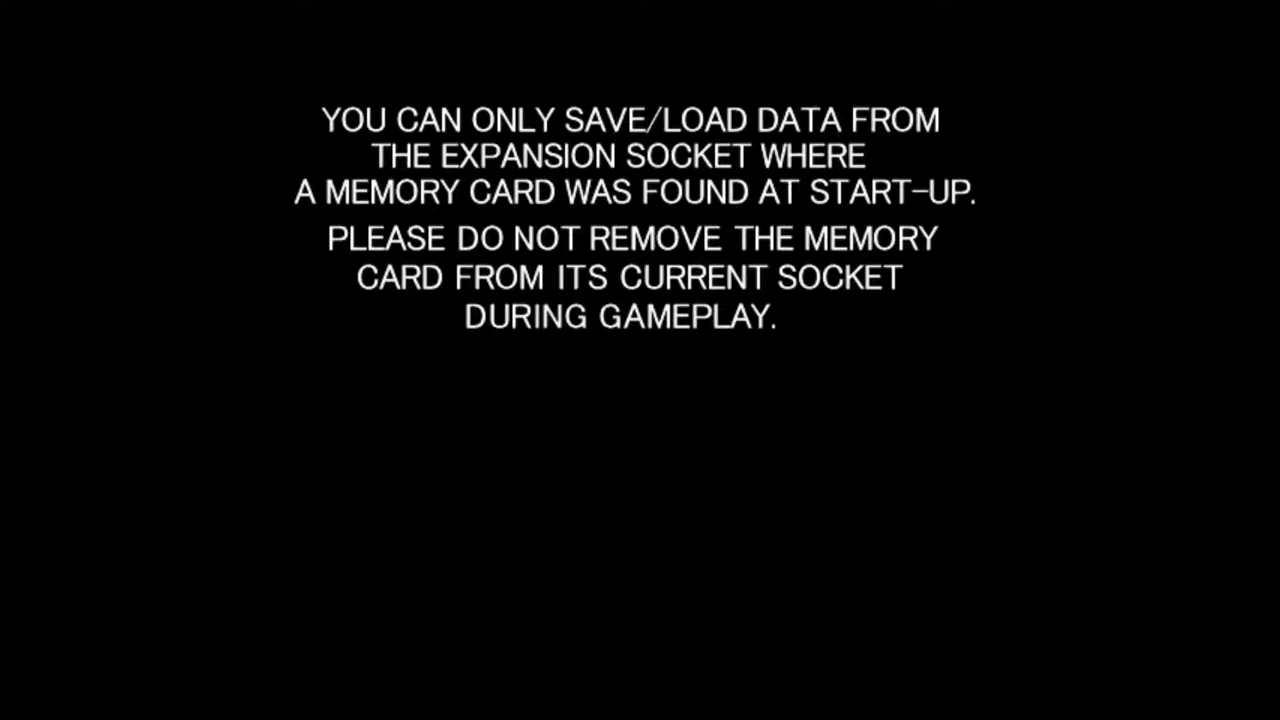 YOU CAN ONLY SAVE/LOAD DATA FROM
THE EXPANSION SOCKET WHERE
A MEMORY CARD WAS FOUND AT START-UP.
PLEASE DO NOT REMOVE THE MEMORY
CARD FROM ITS CURRENT SOCKET
DURING GAMEPLAY.